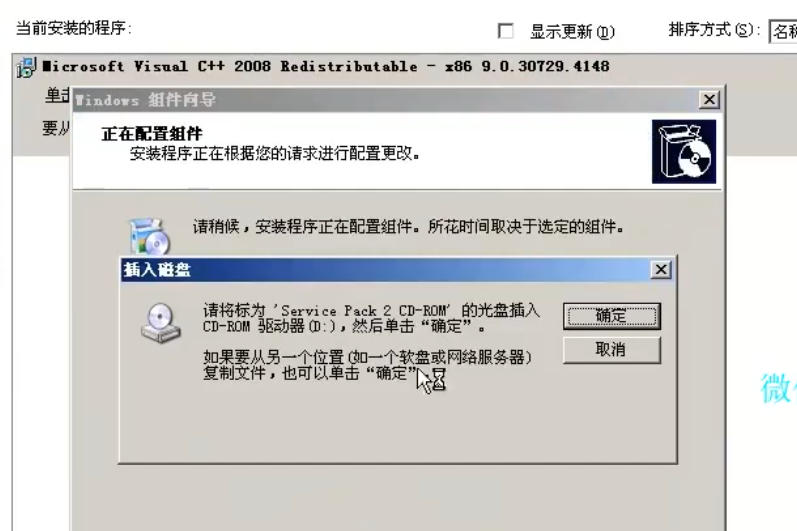 当前安装的程序:
显示更新(D)
排序方式(S):
Microsoft Visual C++ 2008 Redistributable - x86 9.0.30729.4148
单击
要从
Windows 组件向导
正在配置组件
安装程序正在根据您的请求进行配置更改。
请稍候，安装程序正在配置组件。所花时间取决于选定的组件。
插入磁盘
请将标为 'Service Pack 2 CD-ROM' 的光盘插入
CD-ROM 驱动器(D:)，然后单击“确定”。
如果要从另一个位置(如一个软盘或网络服务器)
复制文件，也可以单击“确定”
确定
取消